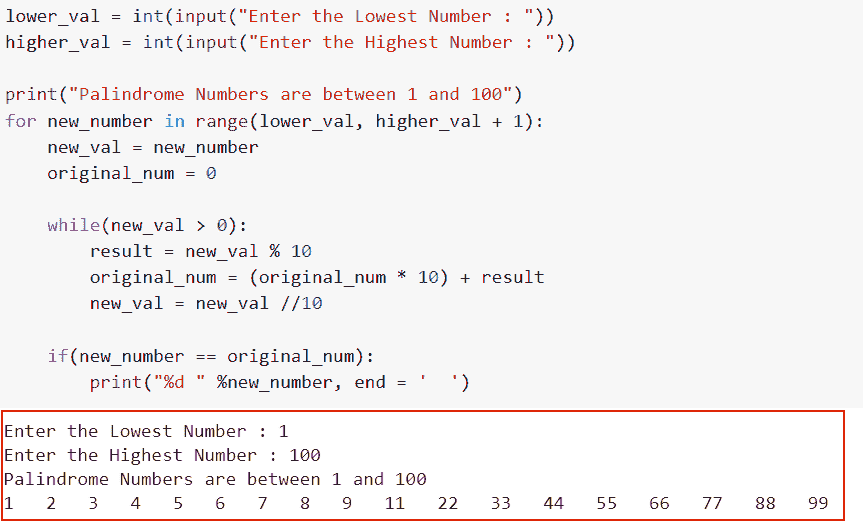 lower_val = int(input("Enter the Lowest Number : "))
higher_val = int(input("Enter the Highest Number : "))
print("Palindrome Numbers are between 1 and 100")
for new_number in range(lower_val, higher_val + 1):
    new_val = new_number
    original_num = 0
    while(new_val > 0):
        result = new_val % 10
        original_num = (original_num * 10) + result
        new_val = new_val //10
    if(new_number == original_num):
        print("%d " %new_number, end = '  ')
Enter the Lowest Number : 1
Enter the Highest Number : 100
Palindrome Numbers are between 1 and 100
1   2   3   4   5   6   7   8   9   11   22   33   44   55   66   77   88   99